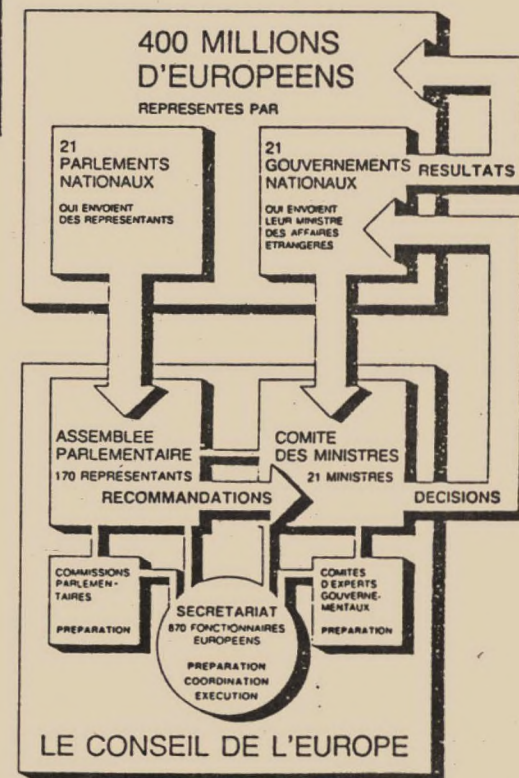 400 MILLIONS
D'EUROPEENS
REPRESENTES PAR
21
PARLEMENTS
NATIONAUX
QUI ENVOIENT
DES REPRESENTANTS
21
GOUVERNEMENTS
NATIONAUX
QUI ENVOIENT
LEUR MINISTRE
DES AFFAIRES
ETRANGERES
RESULTATS
ASSEMBLEE
PARLEMENTAIRE
170 REPRESENTANTS
COMITE
DES MINISTRES
21 MINISTRES
RECOMMANDATIONS
DECISIONS
COMMISSIONS
PARLEMEN-
TAIRES
PREPARATION
SECRETARIAT
870 FONCTIONNAIRES
EUROPEENS
PREPARATION
COORDINATION
EXECUTION
COMITES
D'EXPERTS
GOUVERNE-
MENTAUX
PREPARATION
LE CONSEIL DE L'EUROPE